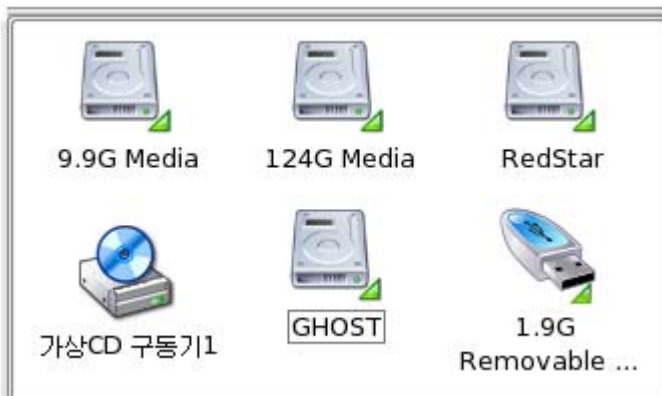 9.9G Media
124G Media
RedStar
가상CD 구동기1
GHOST
1.9G
Removable ...